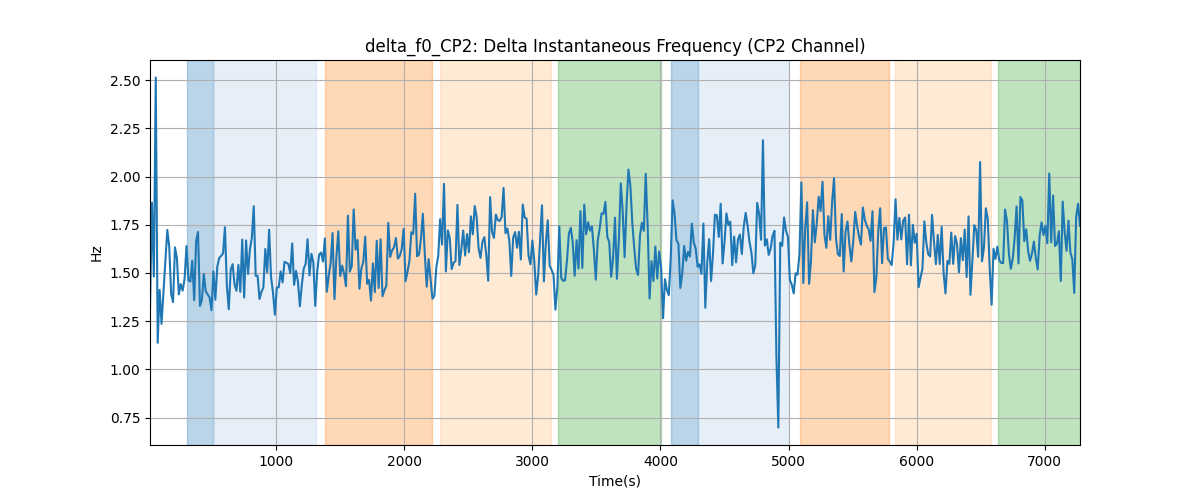 delta_f0_CP2: Delta Instantaneous Frequency (CP2 Channel)
2.50
2.25
2.00
1.75
1.50
1.25
1.00
0.75
Hz
1000 2000 3000 4000 5000 6000 7000
Time(s)